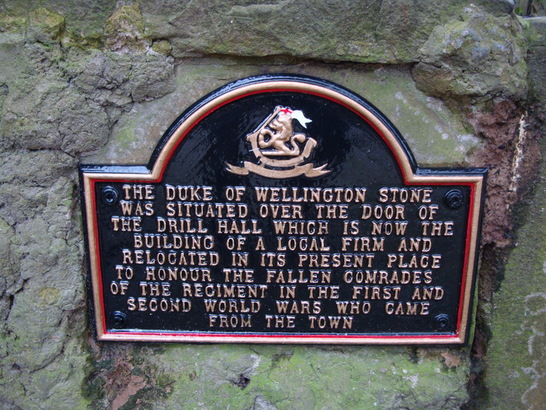 THE DUKE OF WELLINGTON STONE
WAS SITUATED OVER THE DOOR OF
THE DRILL HALL WHICH IS NOW THE
BUILDING OF A LOCAL FIRM AND
RELOCATED IN ITS PRESENT PLACE
TO HONOUR THE FALLEN COMRADES
OF THE REGIMENT IN THE FIRST AND
SECOND WORLD WARS WHO CAME
FROM THE TOWN